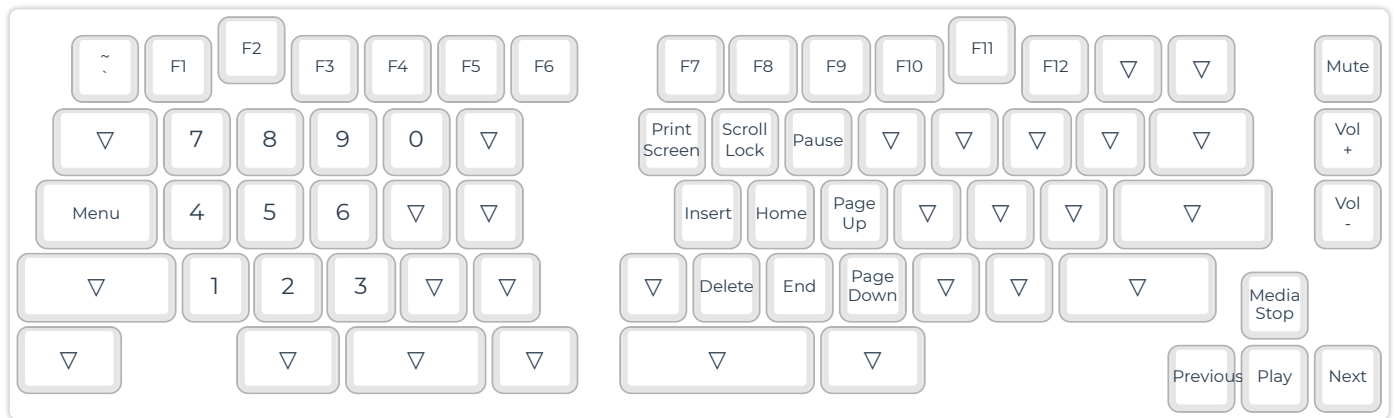 ~
`
F1
F2
F3
F4
F5
F6
F7
F8
F9
F10
F11
F12
▽
▽
Mute
▽
7
8
9
0
▽
Print
Screen
Scroll
Lock
Pause
▽
▽
▽
▽
▽
Vol
+
Menu
4
5
6
▽
▽
Insert
Home
Page
Up
▽
▽
▽
▽
Vol
-
▽
1
2
3
▽
▽
▽
Delete
End
Page
Down
▽
▽
▽
Media
Stop
▽
▽
▽
▽
▽
▽
Previous
Play
Next